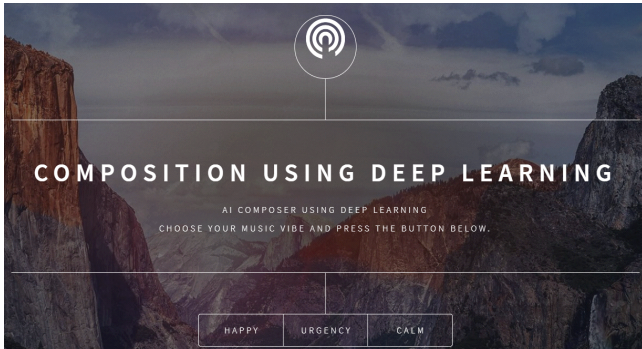 COMPOSITION USING DEEP LEARNING
AI COMPOSER USING DEEP LEARNING
CHOOSE YOUR MUSIC VIBE AND PRESS THE BUTTON BELOW.
HAPPY URGENCY CALM